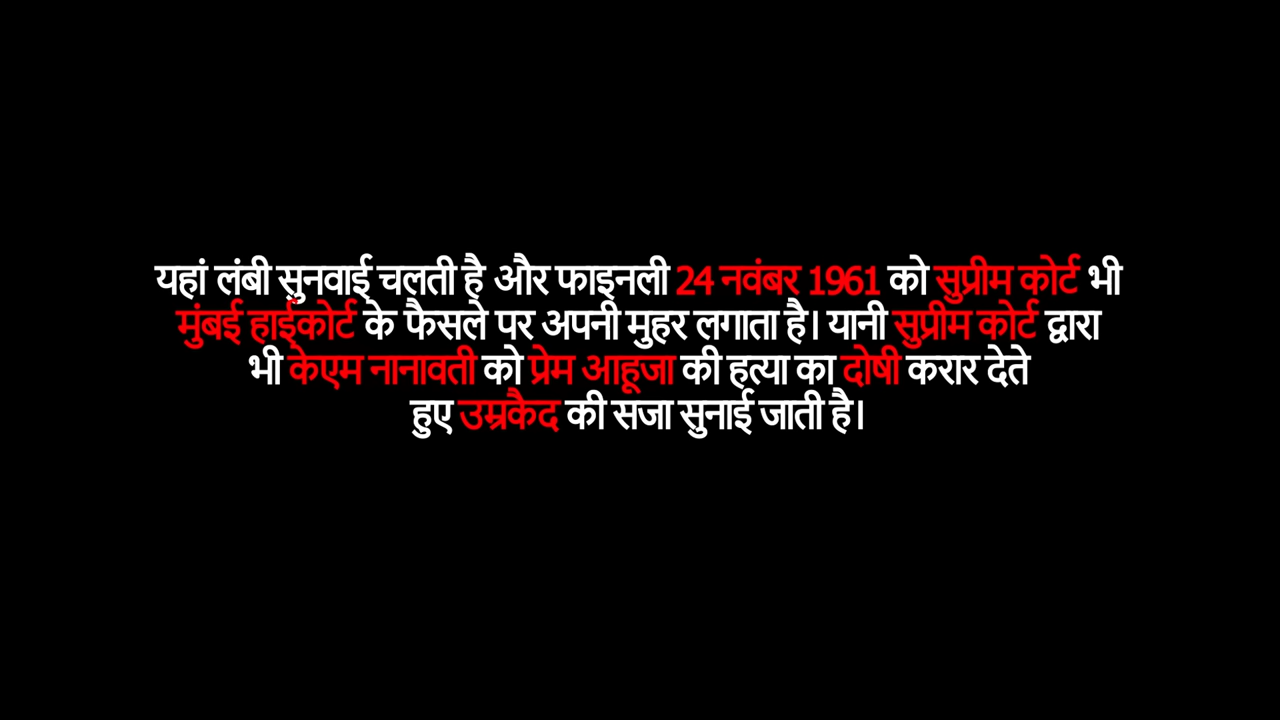 यहां लंबी सुनवाई चलती है और फाइनली 24 नवंबर 1961 को सुप्रीम कोर्ट भी
मुंबई हाईकोर्ट के फैसले पर अपनी मुहर लगाता है। यानी सुप्रीम कोर्ट द्वारा
भी केएम नानावती को प्रेम आहूजा की हत्या का दोषी करार देते
हुए उम्रकैद की सजा सुनाई जाती है।